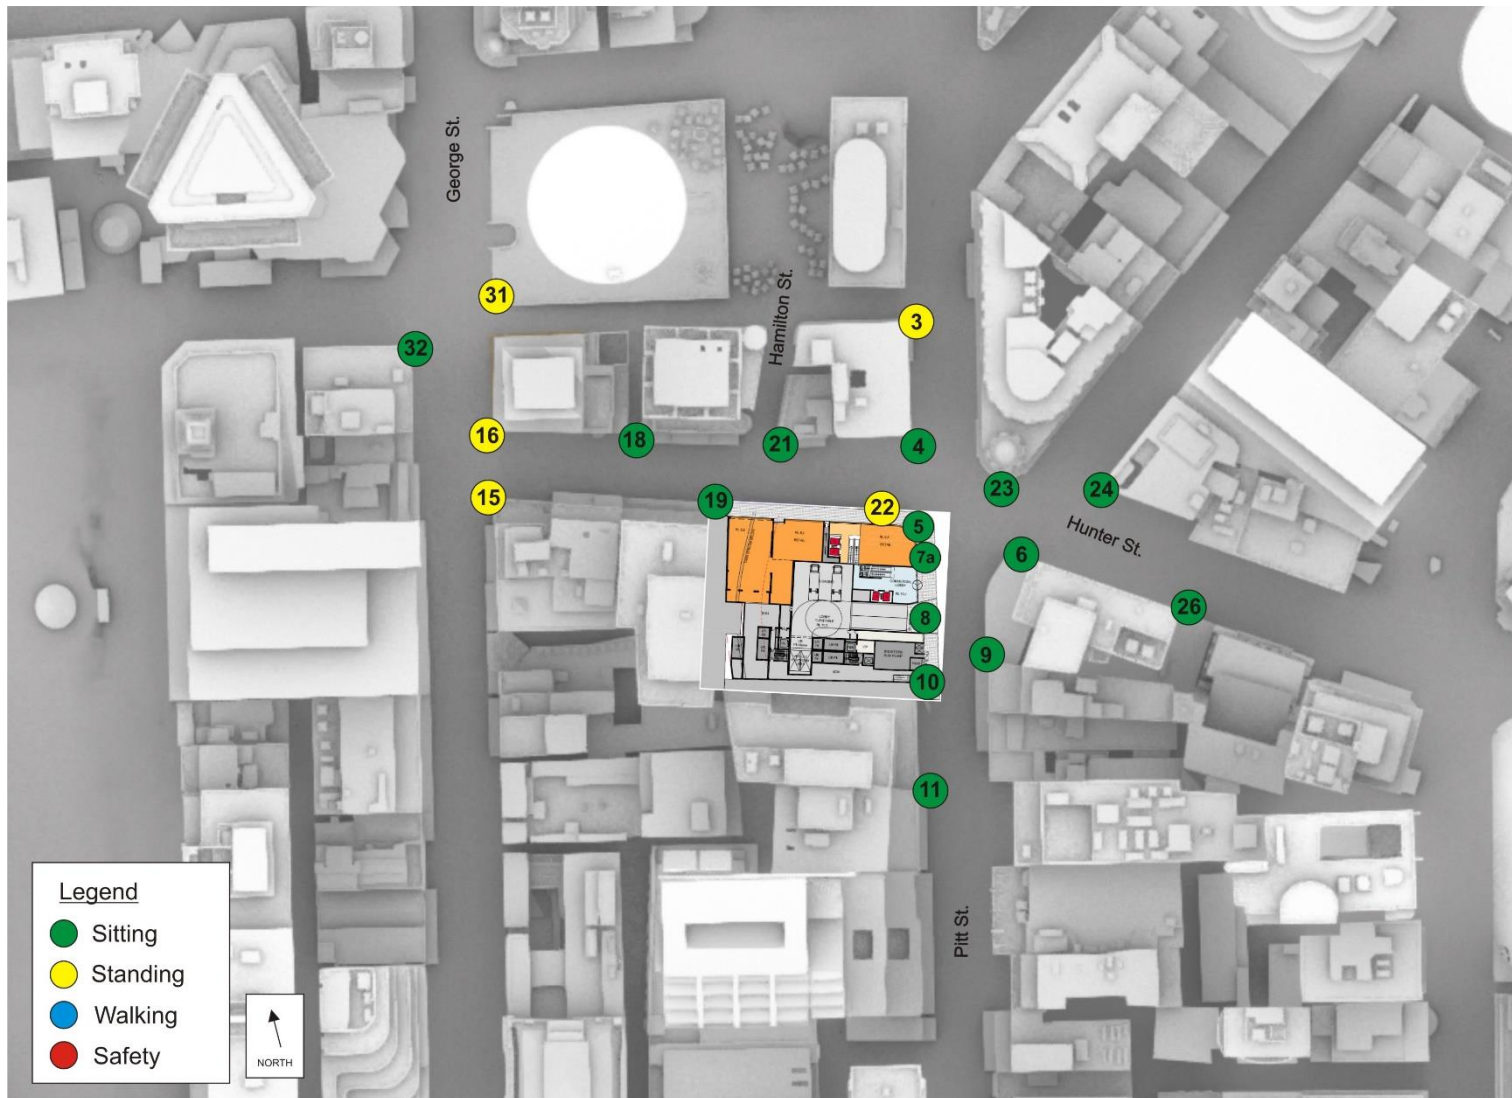 George St.
31
3
Hamilton St.
32
16
18
21
4
15
19
22
23
24
Hunter St.
5
7a
6
8
26
9
10
11
Pitt St.
Legend
Sitting
Standing
Walking
Safety
NORTH